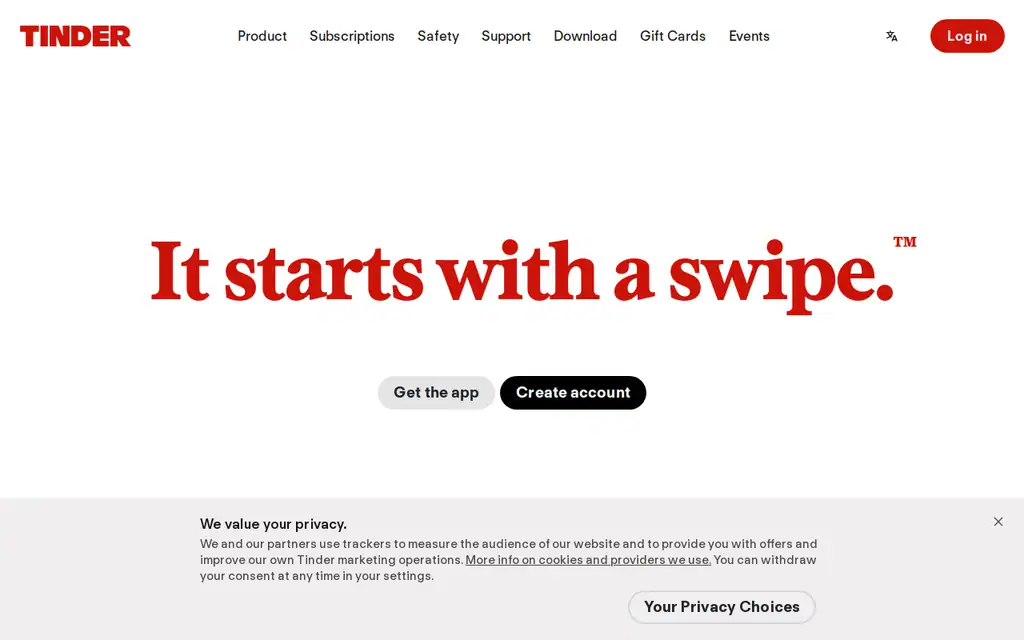 TINDER
Product Subscriptions Safety Support Download Gift Cards Events
Log in
It starts with a swipe.™
Get the app
Create account
We value your privacy.
We and our partners use trackers to measure the audience of our website and to provide you with offers and
improve our own Tinder marketing operations. More info on cookies and providers we use. You can withdraw
your consent at any time in your settings.
Your Privacy Choices